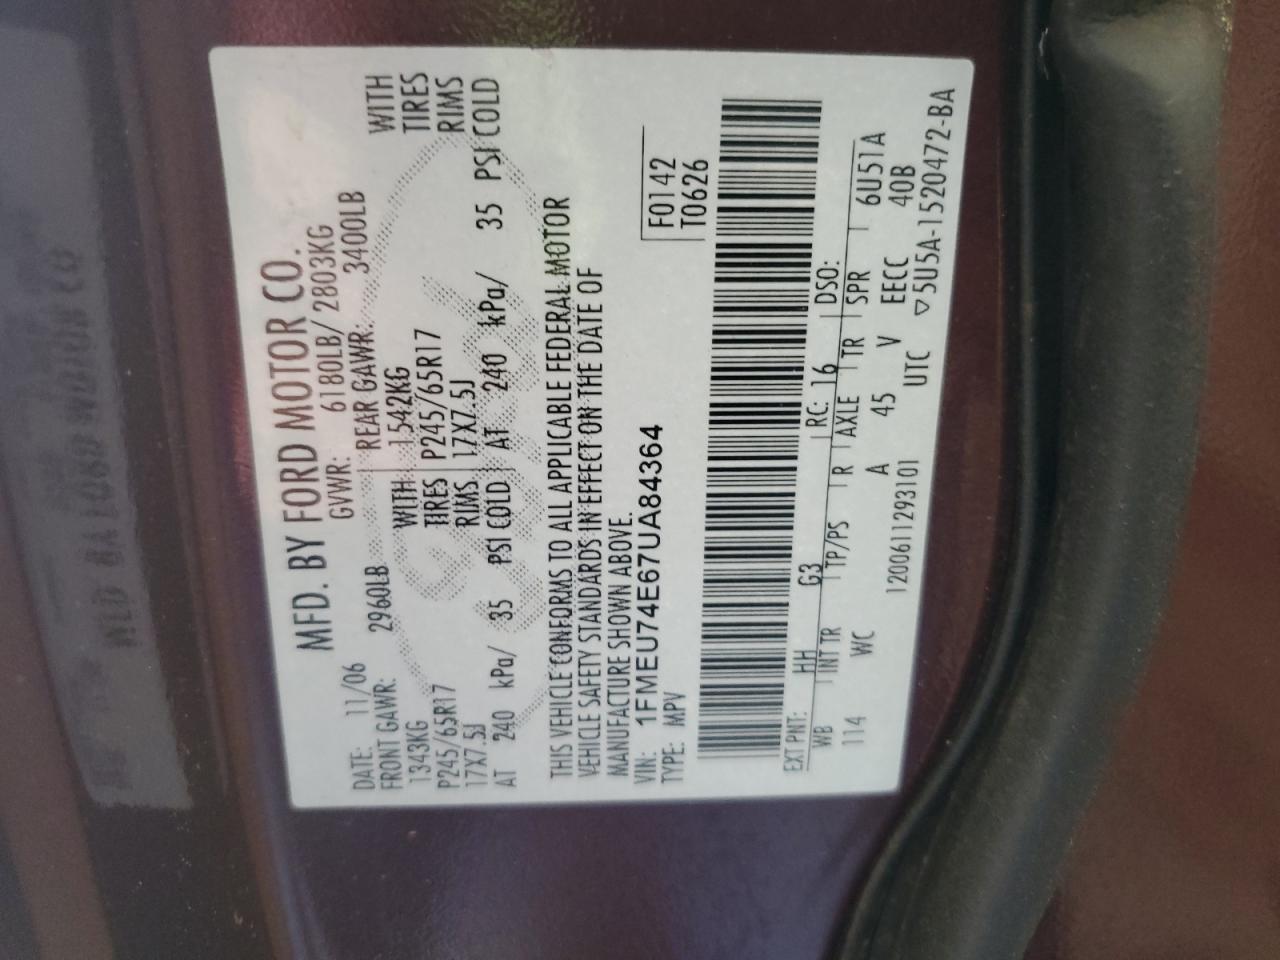 MFD. BY FORD MOTOR CO.
DATE: 11/06 GVWR: 6180LB/ 2803KG
FRONT GAWR: 2960LB REAR GAWR: 3400LB
1343KG WITH 1542KG WITH
P245/65R17 TIRES P245/65R17 TIRES
17X7.5J RIMS 17X7.5J RIMS
AT 240 kPa/ 35 PSI COLD AT 240 kPa/ 35 PSI COLD
THIS VEHICLE CONFORMS TO ALL APPLICABLE FEDERAL MOTOR
VEHICLE SAFETY STANDARDS IN EFFECT ON THE DATE OF
MANUFACTURE SHOWN ABOVE.
VIN: 1FMEU74E67UA84364 F0142
TYPE: MPV T0626
EXT PNT: HH G3 RC: 16 DSO:
WB INT TR TP/PS R AXLE TR SPR 6U51A
114 WC A 45 V EECC 40B
1200611293101 UTC ▽5U5A-1520472-BA